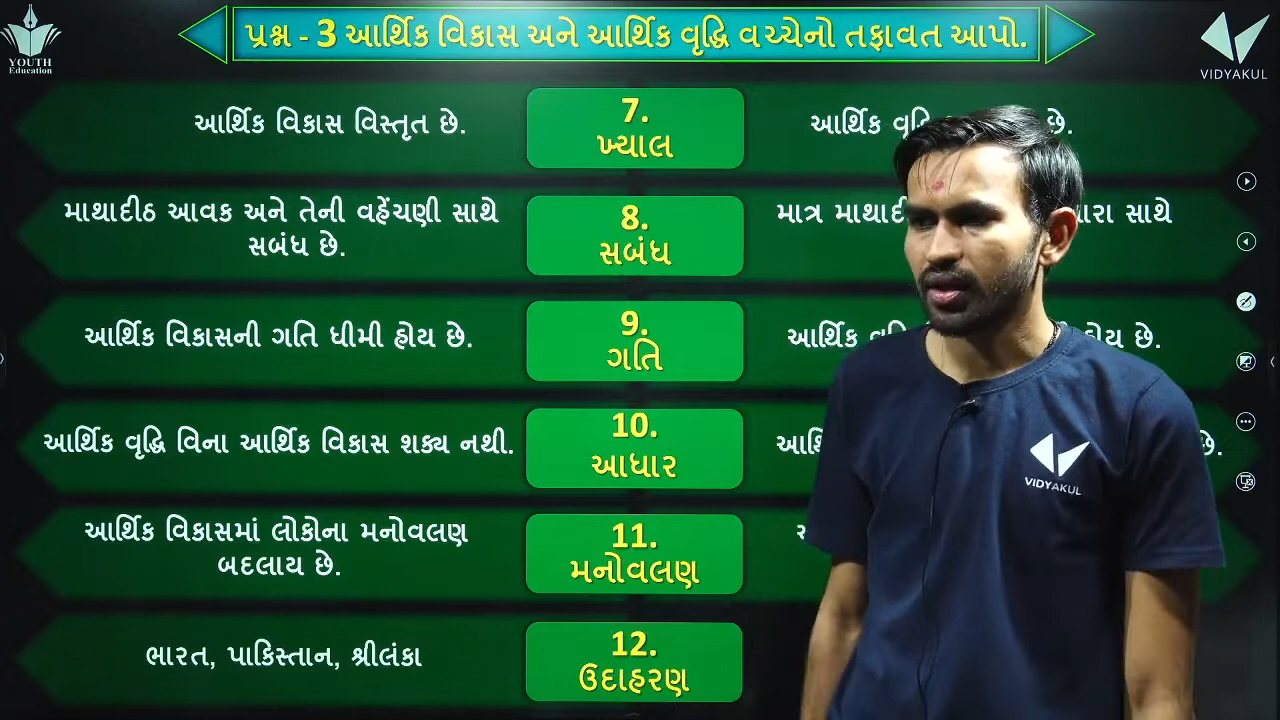 પ્રશ્ન - 3 આર્થિક વિકાસ અને આર્થિક વૃદ્ધિ વચ્ચેનો તફાવત આપો.
YOUTH
Education
VIDYAKUL
આર્થિક વિકાસ વિસ્તૃત છે.
7.
ખ્યાલ
આર્થિક
છે.
માથાદીઠ આવક અને તેની વહેંચણી સાથે
સબંધ છે.
8.
સબંધ
માત્ર
સાથે
આર્થિક વિકાસની ગતિ ધીમી હોય છે.
9.
ગતિ
હોય છે.
આર્થિક વૃદ્ધિ વિના આર્થિક વિકાસ શક્ય નથી.
10.
આધાર
છે.
આર્થિક વિકાસમાં લોકોના મનોવલણ
બદલાય છે.
11.
મનોવલણ
ભારત, પાકિસ્તાન, શ્રીલંકા
12.
ઉદાહરણ
VIDYAKUL